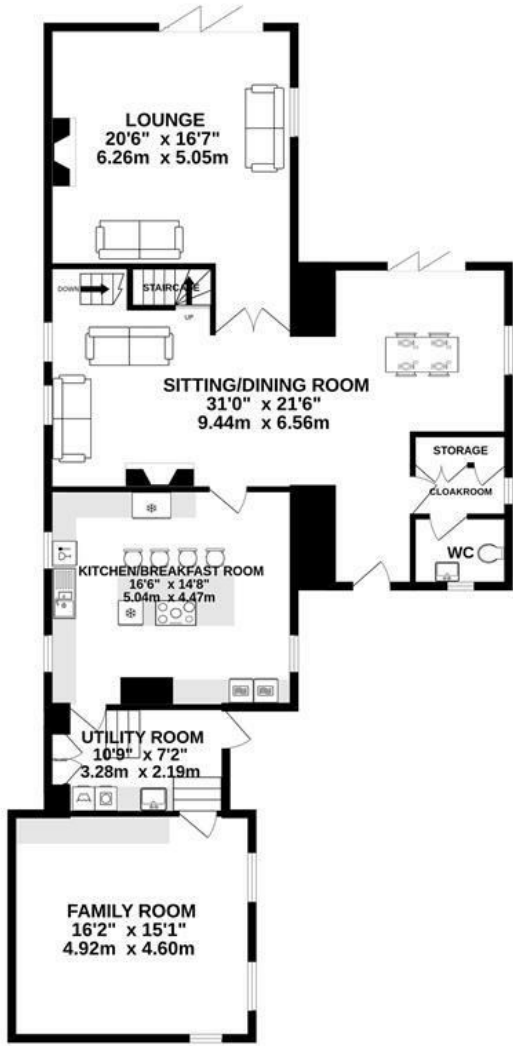 LOUNGE
20'6" x 16'7"
6.26m x 5.05m
DOWN
STAIRCASE
UP
SITTING/DINING ROOM
31'0" x 21'6"
9.44m x 6.56m
STORAGE
CLOAKROOM
WC
KITCHEN/BREAKFAST ROOM
16'6" x 14'8"
5.04m x 4.47m
UTILITY ROOM
10'9" x 7'2"
3.28m x 2.19m
FAMILY ROOM
16'2" x 15'1"
4.92m x 4.60m